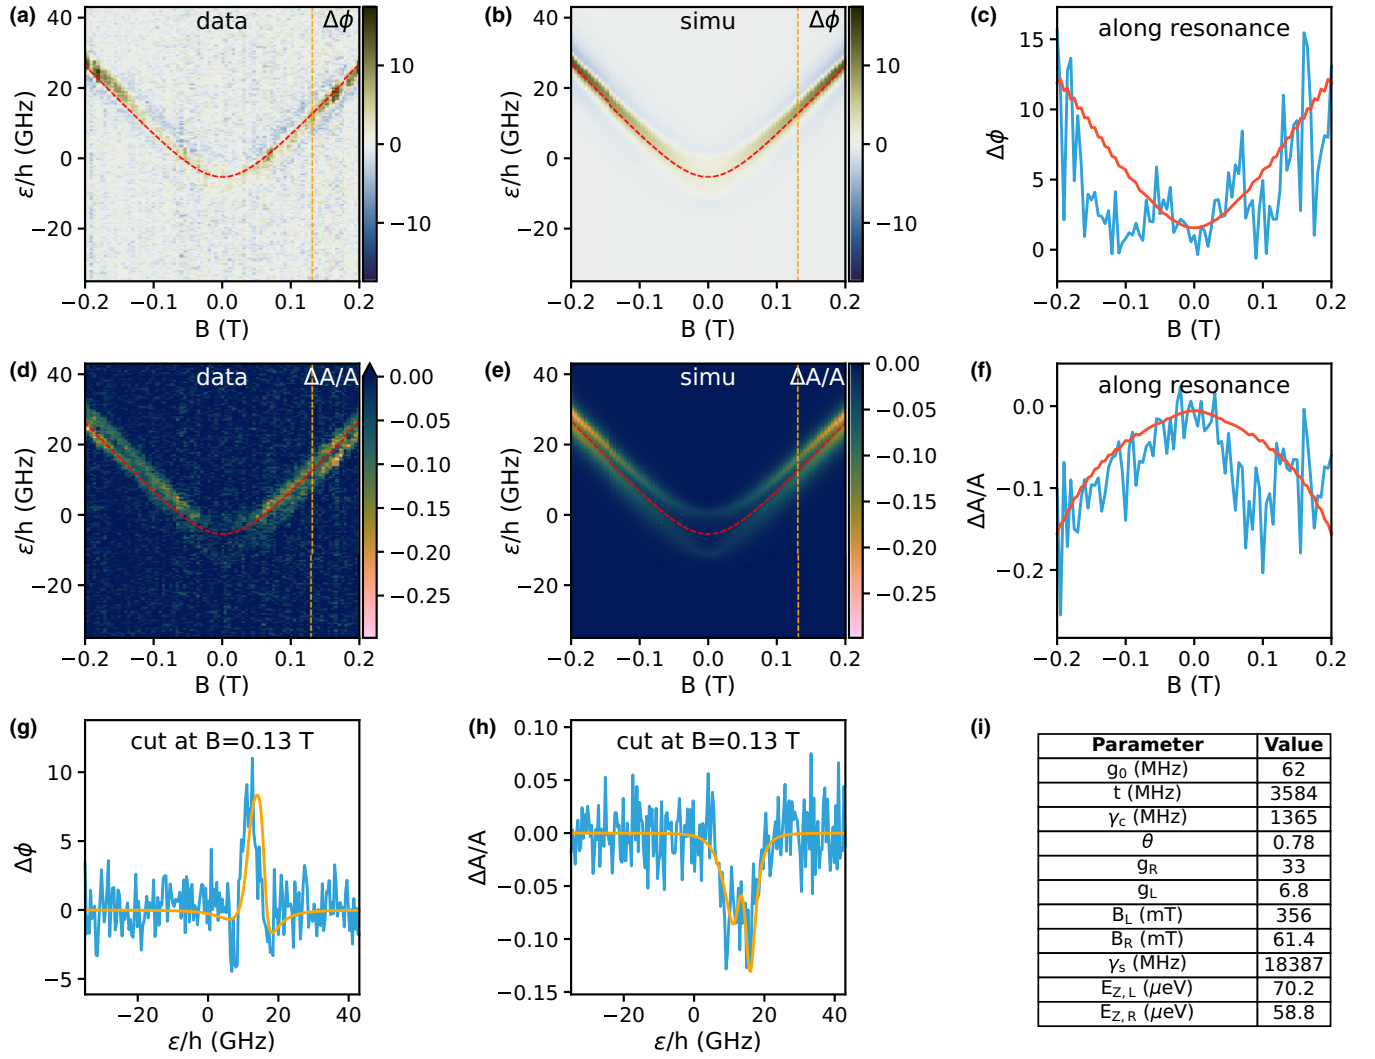 (a)
data
Δϕ
40
20
0
−20
ε/h (GHz)
−0.2
−0.1
0.0
0.1
0.2
B (T)
10
0
−10
(b)
simu
Δϕ
40
20
0
−20
ε/h (GHz)
−0.2
−0.1
0.0
0.1
0.2
B (T)
10
0
−10
(c)
along resonance
15
10
5
0
Δϕ
−0.2
−0.1
0.0
0.1
0.2
B (T)
(d)
data
ΔA/A
40
20
0
−20
ε/h (GHz)
−0.2
−0.1
0.0
0.1
0.2
B (T)
0.00
−0.05
−0.10
−0.15
−0.20
−0.25
(e)
simu
ΔA/A
40
20
0
−20
ε/h (GHz)
−0.2
−0.1
0.0
0.1
0.2
B (T)
0.00
−0.05
−0.10
−0.15
−0.20
−0.25
(f)
along resonance
0.0
−0.1
−0.2
ΔA/A
−0.2
−0.1
0.0
0.1
0.2
B (T)
(g)
cut at B=0.13 T
10
5
0
−5
Δϕ
−20
0
20
40
ε/h (GHz)
(h)
cut at B=0.13 T
0.10
0.05
0.00
−0.05
−0.10
−0.15
ΔA/A
−20
0
20
40
ε/h (GHz)
(i)
Parameter Value
g₀ (MHz) 62
t (MHz) 3584
γ_c (MHz) 1365
θ 0.78
g_R 33
g_L 6.8
B_L (mT) 356
B_R (mT) 61.4
γ_s (MHz) 18387
E_Z,L (μeV) 70.2
E_Z,R (μeV) 58.8